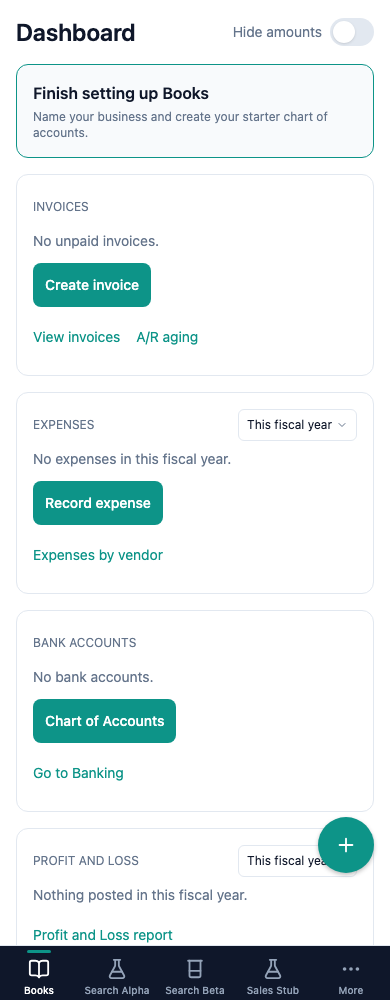 Dashboard
Hide amounts
Finish setting up Books
Name your business and create your starter chart of
accounts.
INVOICES
No unpaid invoices.
Create invoice
View invoices A/R aging
EXPENSES
This fiscal year
No expenses in this fiscal year.
Record expense
Expenses by vendor
BANK ACCOUNTS
No bank accounts.
Chart of Accounts
Go to Banking
PROFIT AND LOSS
This fiscal
Nothing posted in this fiscal year.
Profit and Loss report
Books
Search Alpha
Search Beta
Sales Stub
More